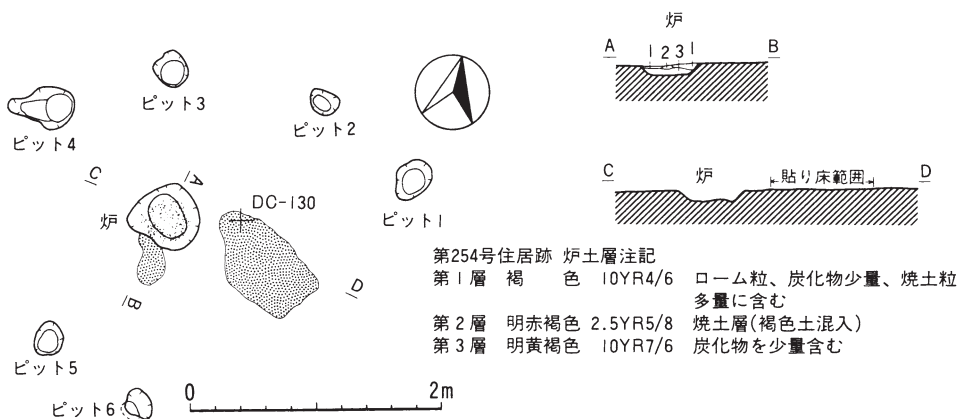 ピット3
ピット4
ピット2
ピット1
C
A
炉
DC-130
B
D
ピット5
ピット6
0
2m
炉
A
1 2 3 1
B
C
炉
貼り床範囲
D
第254号住居跡 炉土層注記
第1層 褐　色 10YR4/6 ローム粒、炭化物少量、焼土粒
多量に含む
第2層 明赤褐色 2.5YR5/8 焼土層(褐色土混入)
第3層 明黄褐色 10YR7/6 炭化物を少量含む